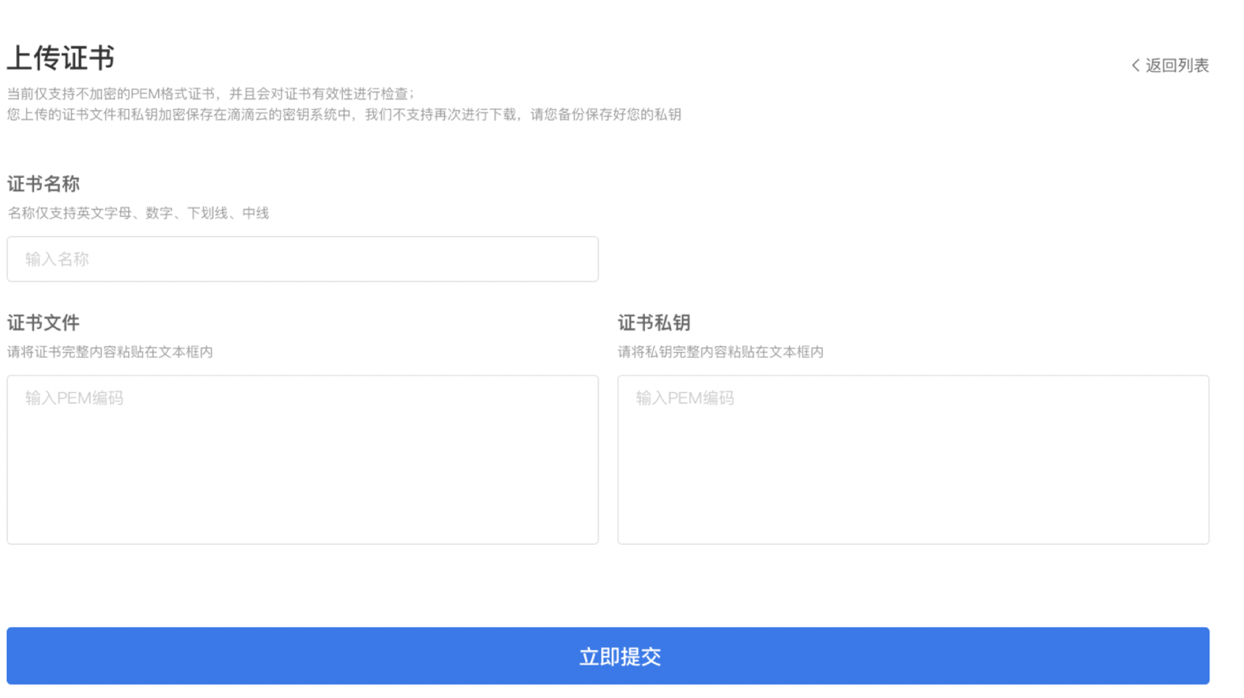 上传证书
返回列表
当前仅支持不加密的PEM格式证书，并且会对证书有效性进行检查；
您上传的证书文件和私钥加密保存在滴滴云的密钥系统中，我们不支持再次进行下载，请您备份保存好您的私钥
证书名称
名称仅支持英文字母、数字、下划线、中线
输入名称
证书文件
请将证书完整内容粘贴在文本框内
输入PEM编码
证书私钥
请将私钥完整内容粘贴在文本框内
输入PEM编码
立即提交